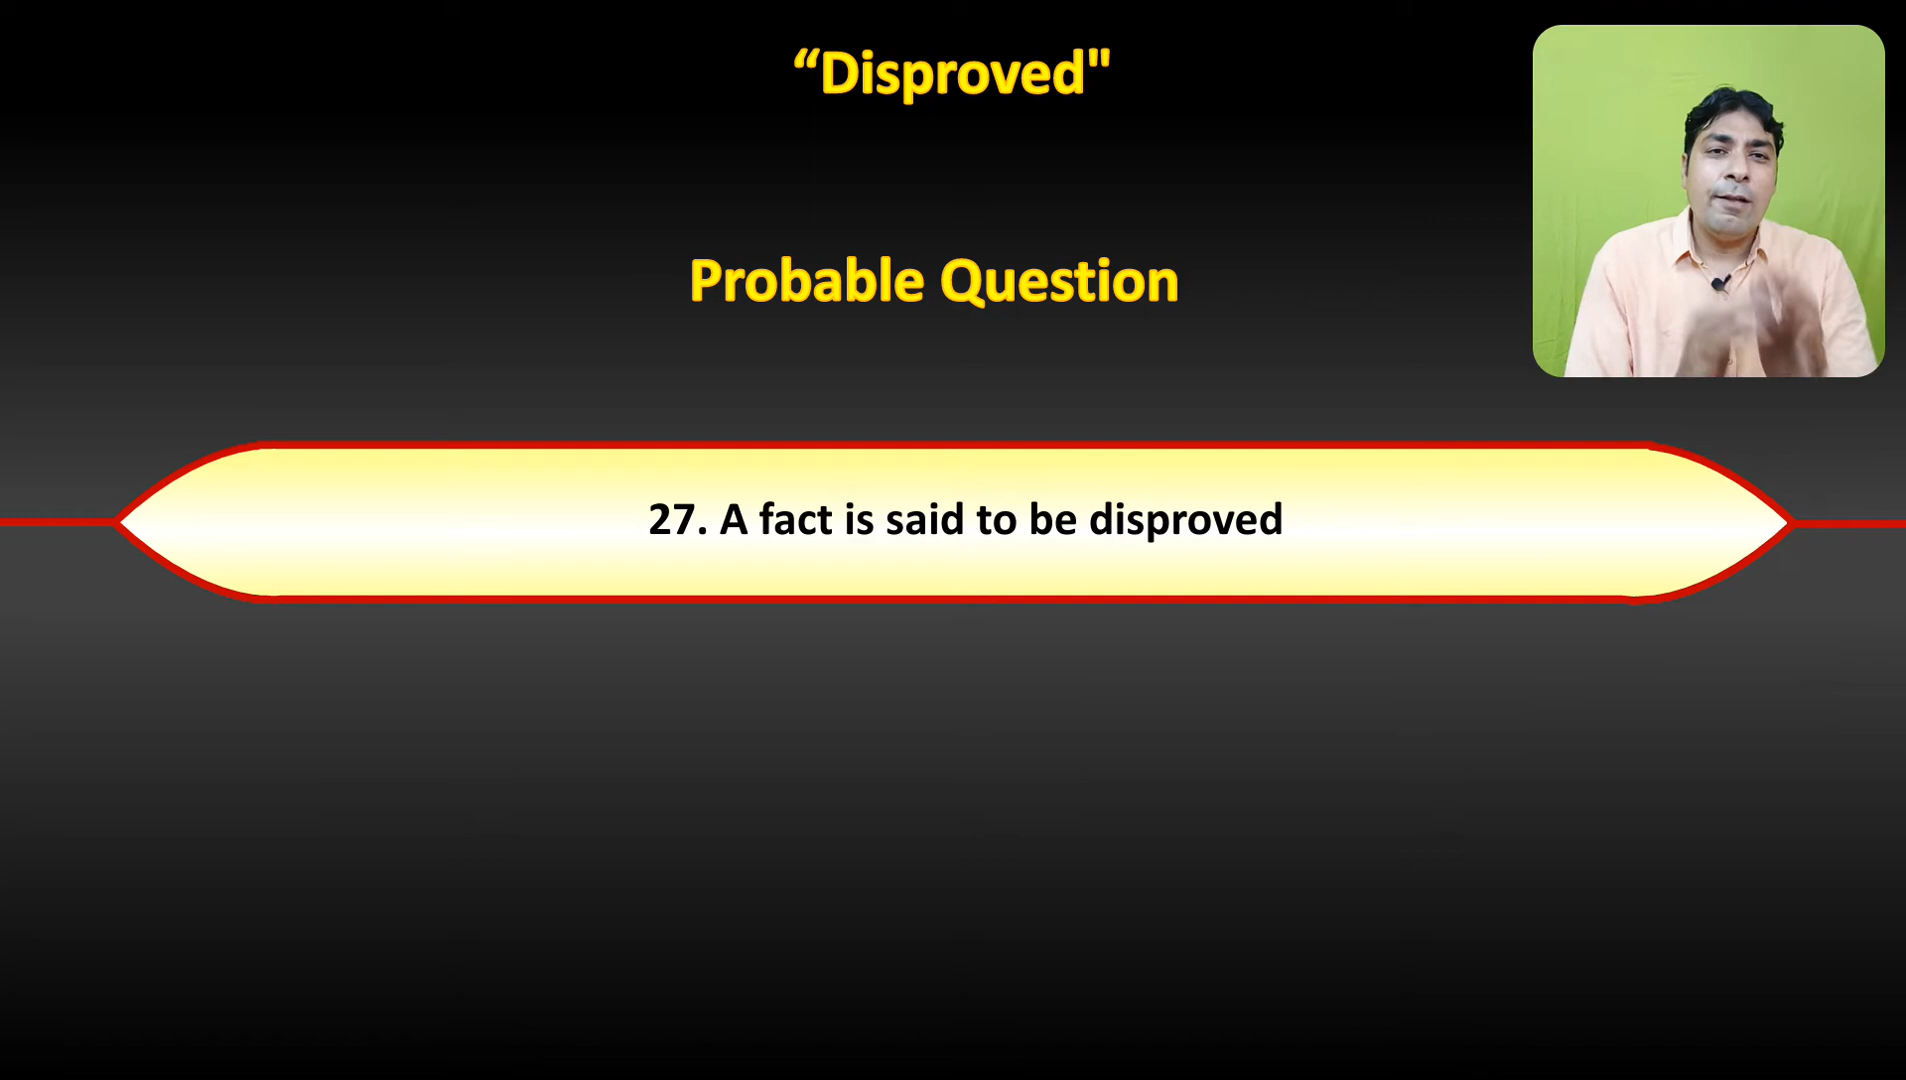 “Disproved"
Probable Question
27. A fact is said to be disproved